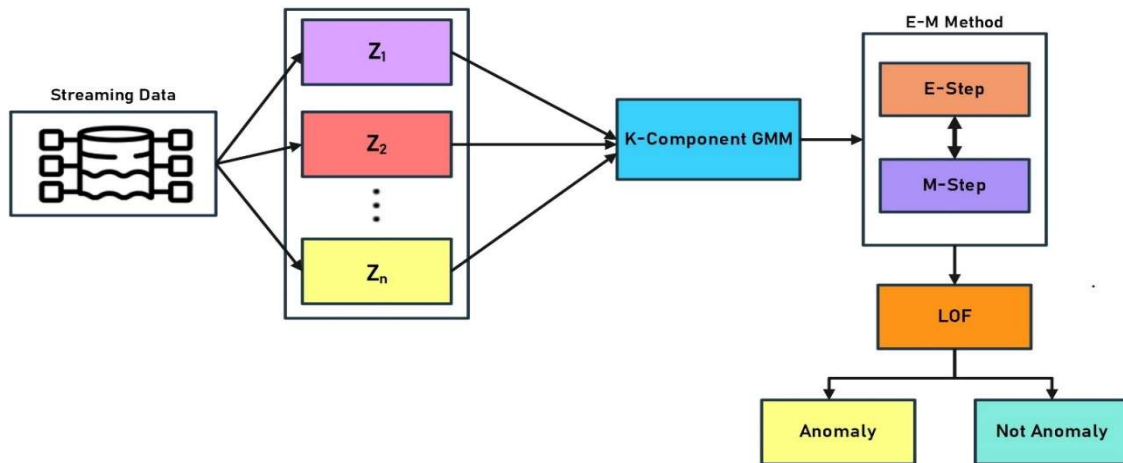 Streaming Data
Z₁
Z₂
Zₙ
K-Component GMM
E-M Method
E-Step
M-Step
LOF
Anomaly
Not Anomaly